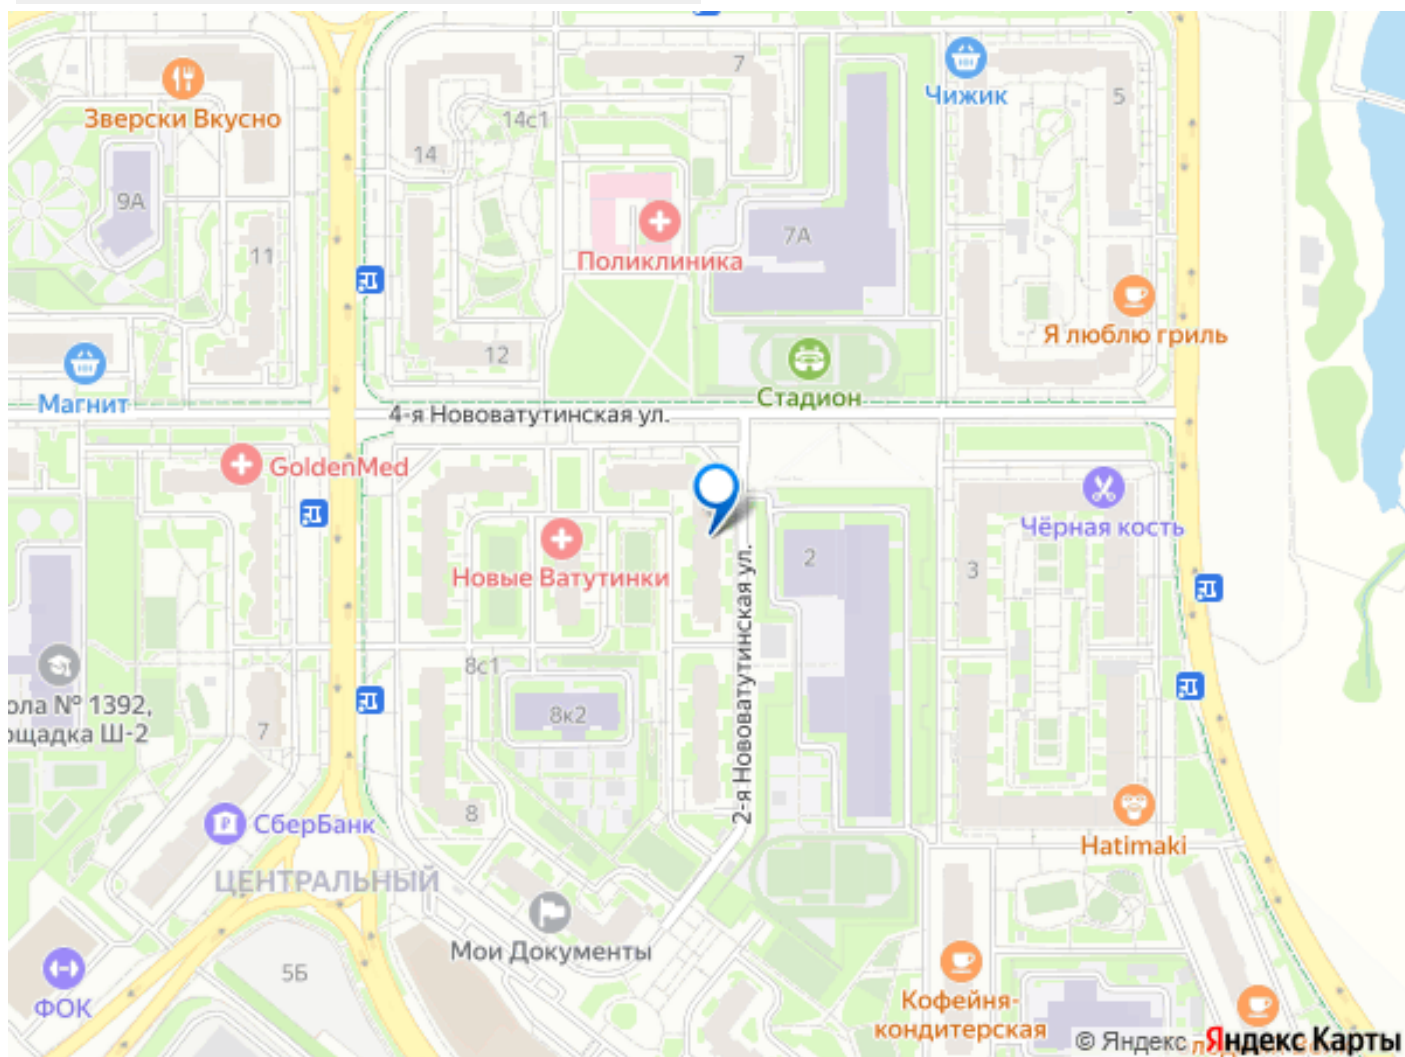 7
Чижик
5
Зверски Вкусно
14с1
14
9А
7А
Поликлиника
11
Я люблю гриль
12
Стадион
Магнит
4-я Нововатутинская ул.
GoldenMed
Чёрная кость
2
3
Новые Ватутинки
2-я Нововатутинская ул.
8с1
ола № 1392,
ощадка Ш-2
8к2
7
8
СберБанк
Hatimaki
ЦЕНТРАЛЬНЫЙ
Мои Документы
5Б
ФОК
Кофейня-
кондитерская
© Яндекс Яндекс Карты